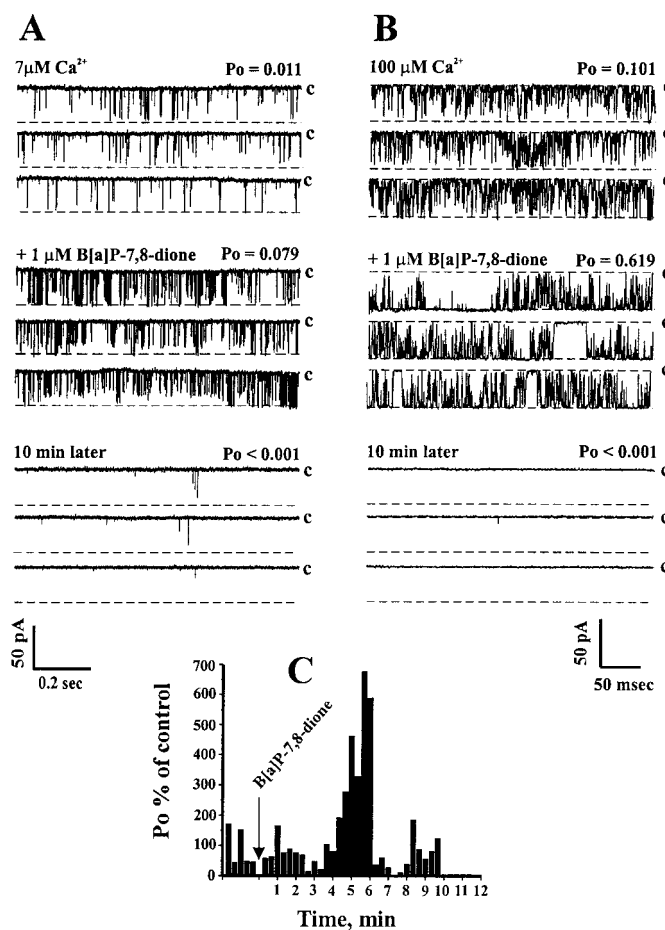 A
7μM Ca²⁺ Po = 0.011
c
c
c
+ 1 μM B[a]P-7,8-dione Po = 0.079
c
c
c
10 min later Po < 0.001
c
c
c
50 pA
0.2 sec
B
100 μM Ca²⁺ Po = 0.101
+ 1 μM B[a]P-7,8-dione Po = 0.619
10 min later Po < 0.001
50 pA
50 msec
C
Po % of control
700
600
500
400
300
200
100
0
B[a]P-7,8-dione
1 2 3 4 5 6 7 8 9 10 11 12
Time, min